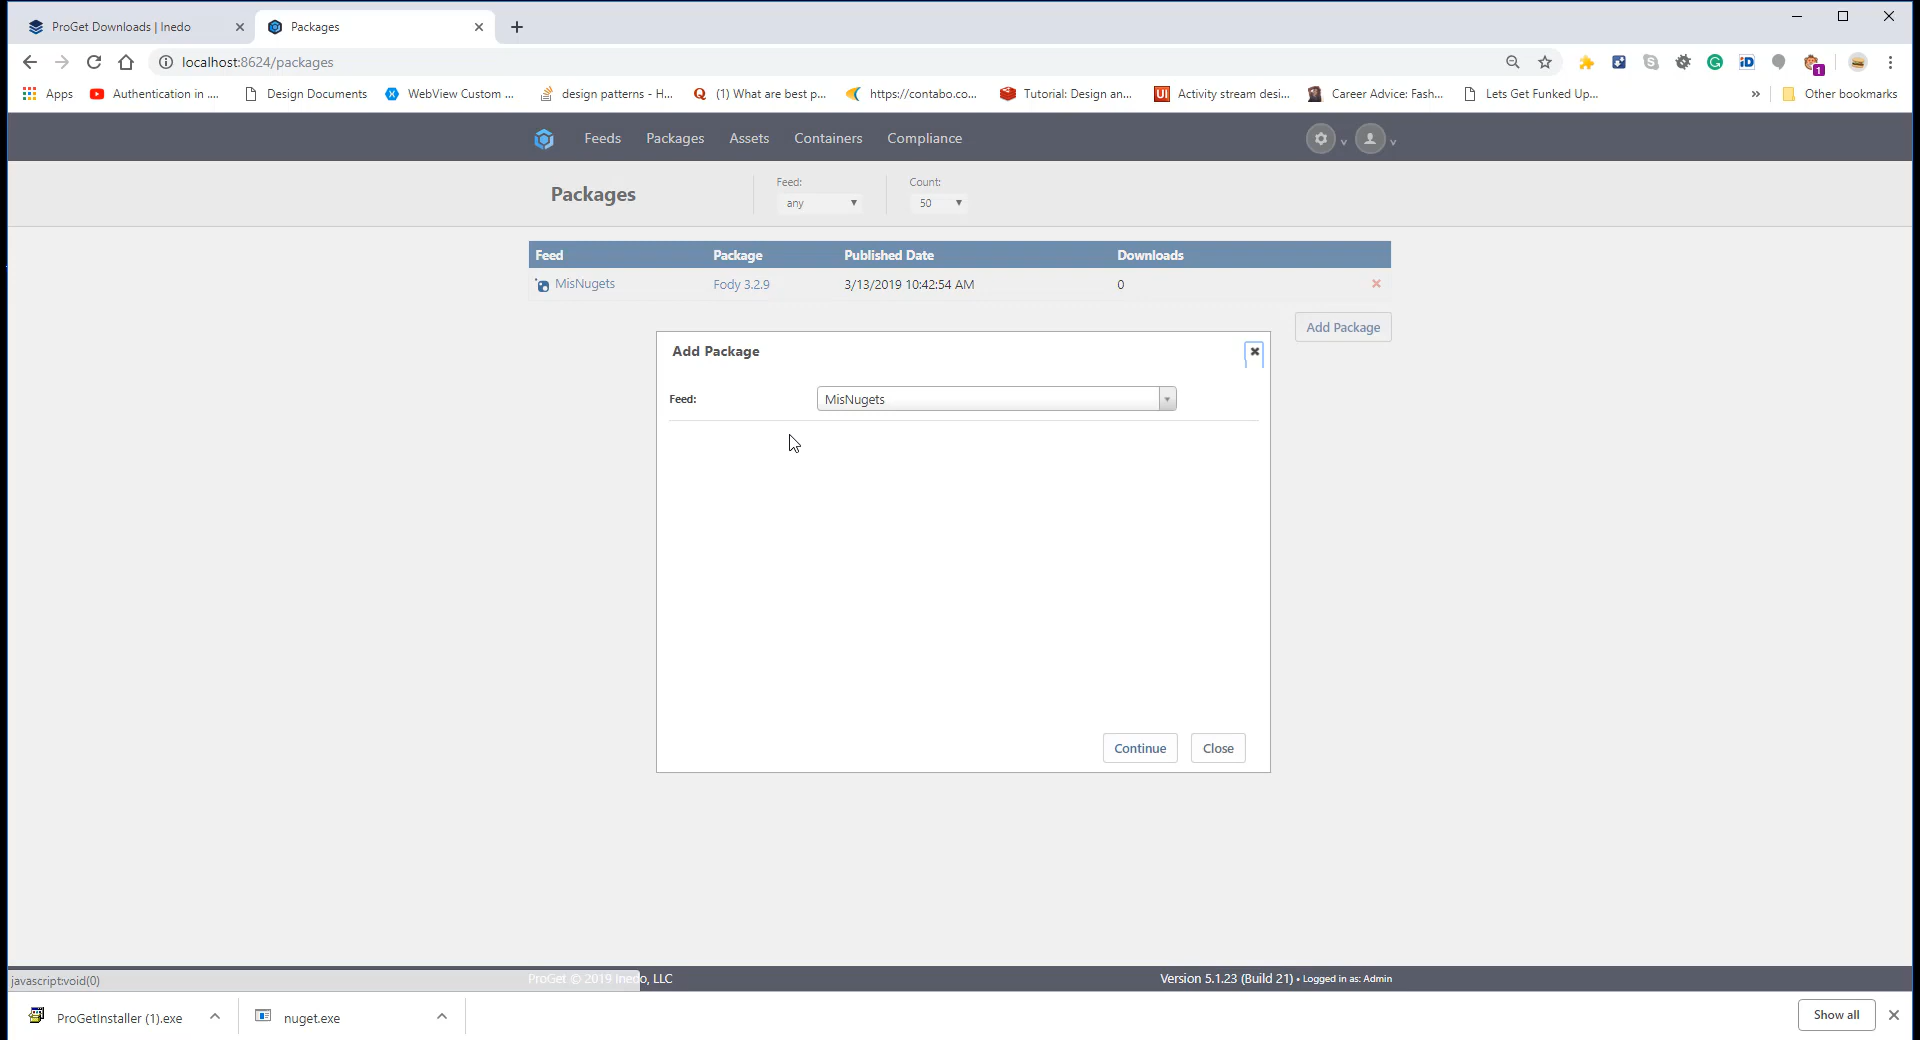 ProGet Downloads | Inedo
Packages
localhost:8624/packages
1
Apps
Authentication in ....
Design Documents
WebView Custom ...
design patterns - H...
(1) What are best p...
https://contabo.co...
Tutorial: Design an...
UI
Activity stream desi...
Career Advice: Fash...
Lets Get Funked Up...
»
Other bookmarks
Feeds
Packages
Assets
Containers
Compliance
Packages
Feed:
any
Count:
50
Feed
Package
Published Date
Downloads
MisNugets
Fody 3.2.9
3/13/2019 10:42:54 AM
0
Add Package
Add Package
Feed:
MisNugets
Continue
Close
javascript:void(0)
ProGet © 2019 Inedo, LLC
Version 5.1.23 (Build 21) • Logged in as: Admin
ProGetInstaller (1).exe
nuget.exe
Show all